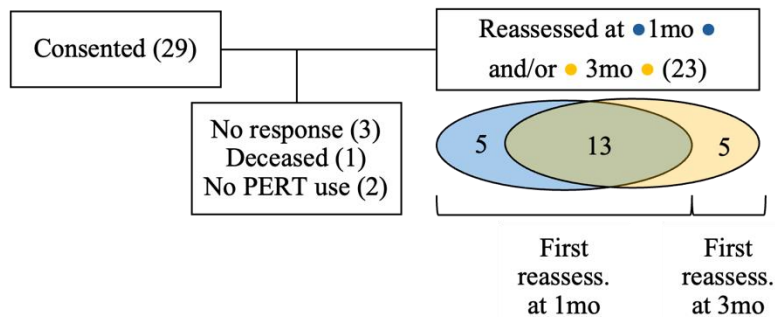 Consented (29)
Reassessed at •1mo •
and/or • 3mo • (23)
No response (3)
Deceased (1)
No PERT use (2)
5
13
5
First
reassess.
at 1mo
First
reassess.
at 3mo